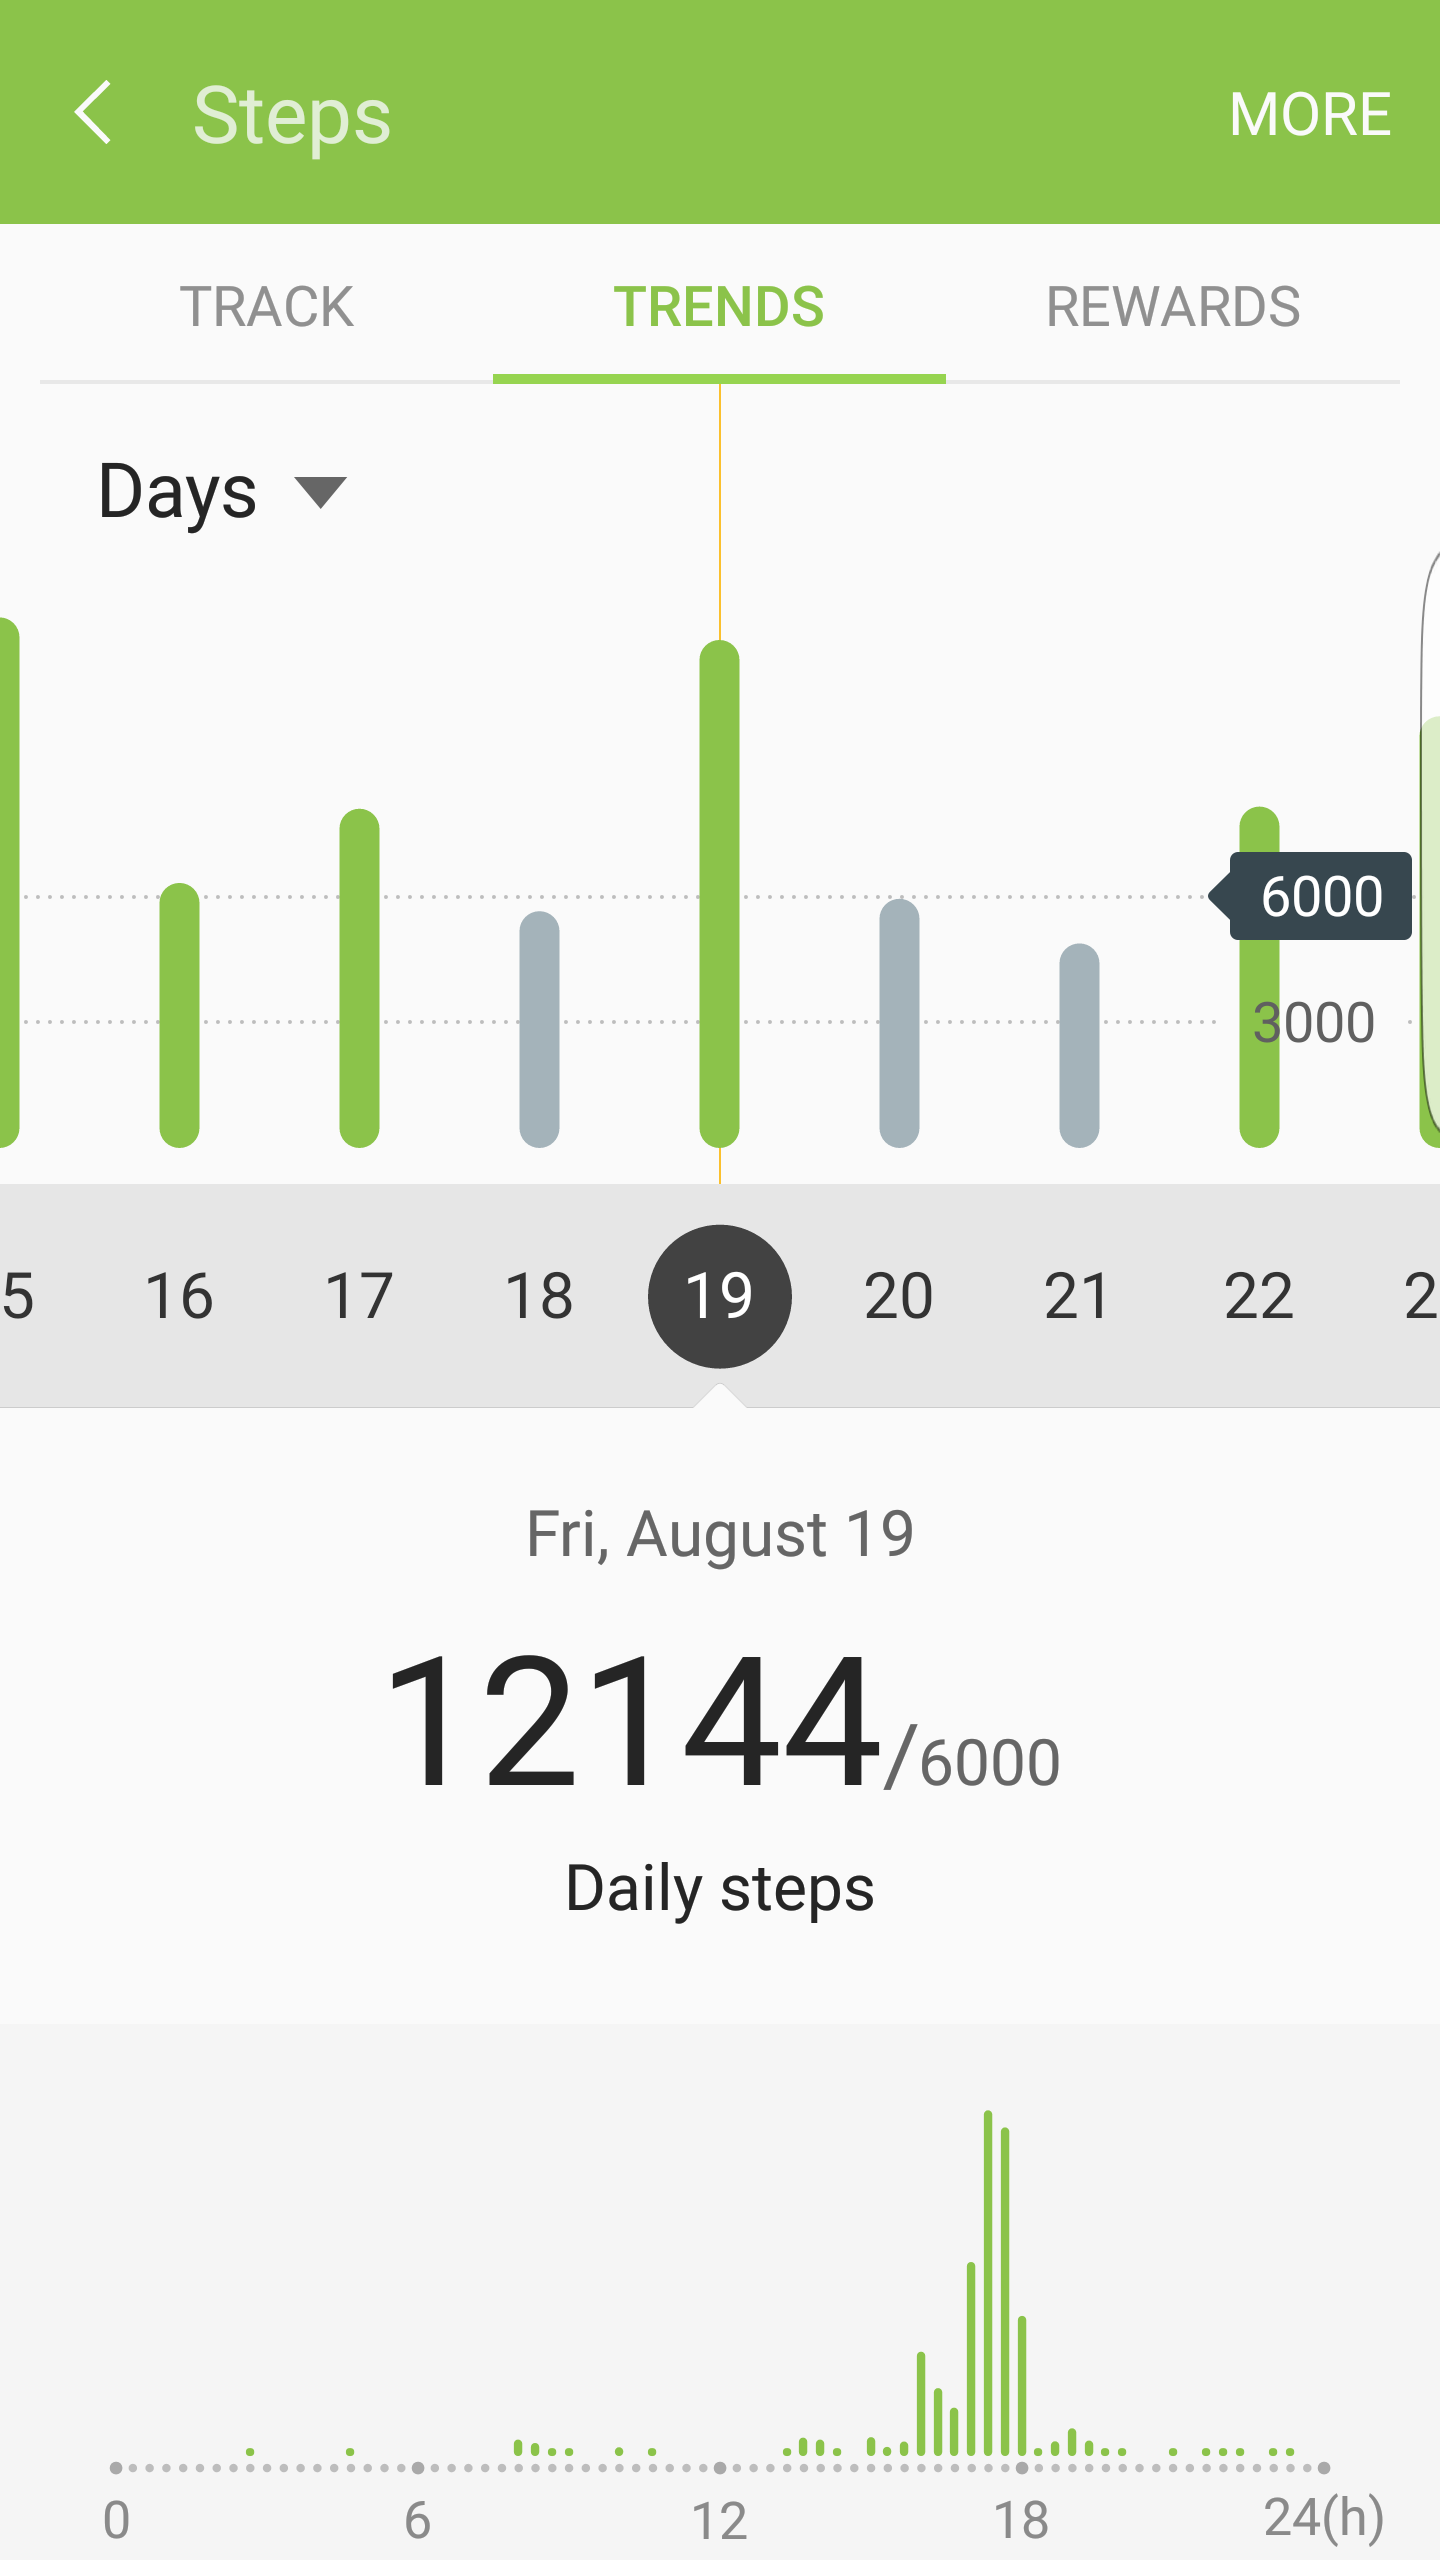 Steps MORE
TRACK TRENDS REWARDS
Days
6000
3000
5 16 17 18 19 20 21 22 2
Fri, August 19
12144/6000
Daily steps
0 6 12 18 24(h)